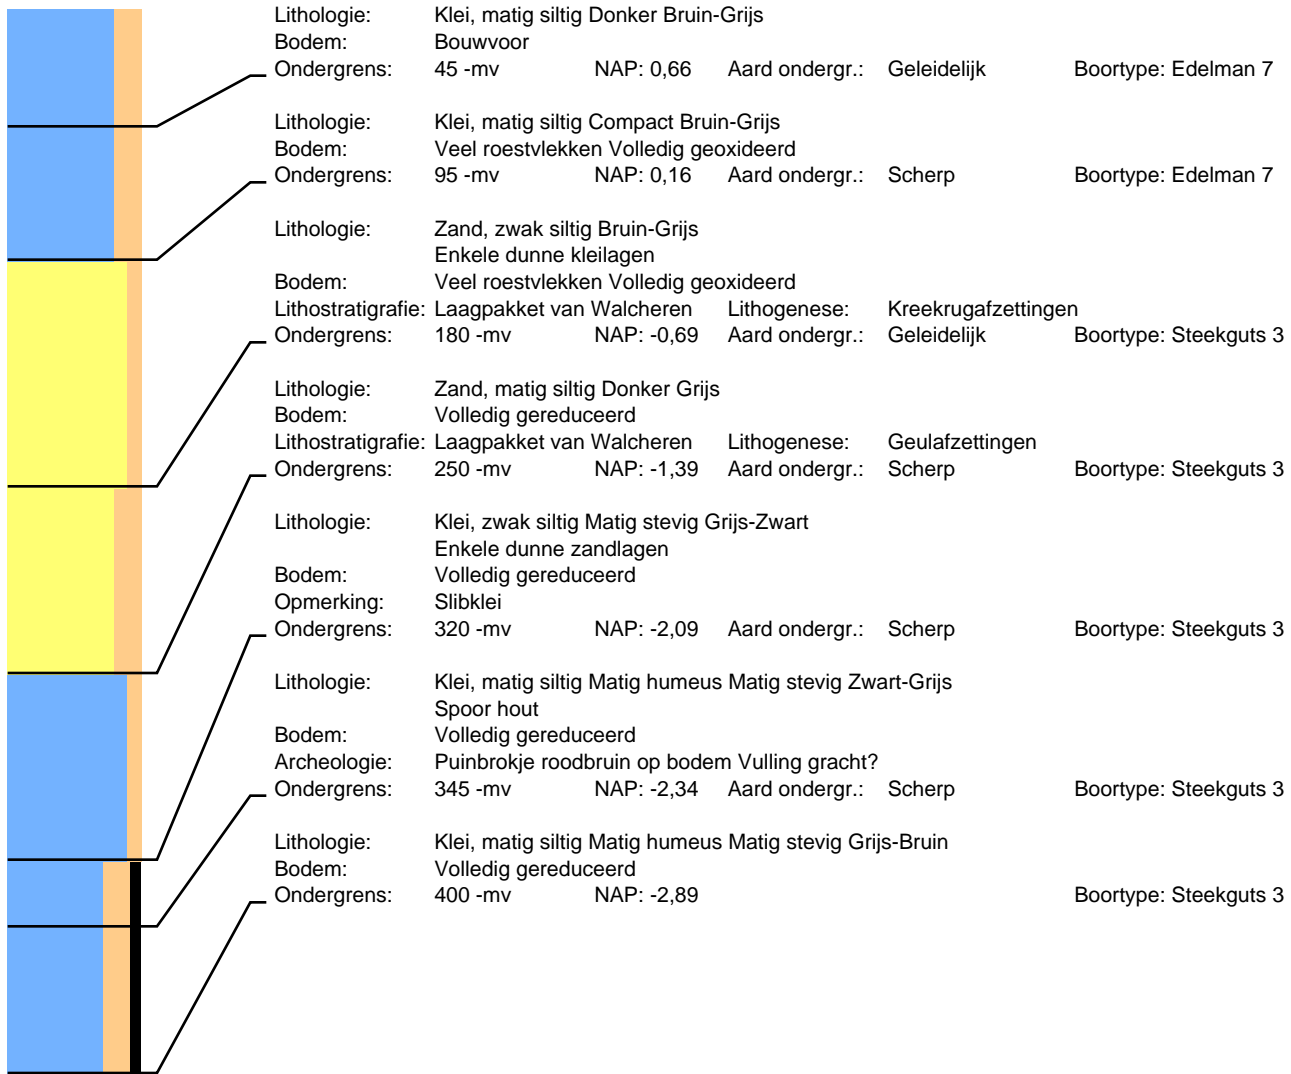 Lithologie: Klei, matig siltig Donker Bruin-Grijs
Bodem: Bouwvoor
Ondergrens: 45 -mv NAP: 0,66 Aard ondergr.: Geleidelijk Boortype: Edelman 7
Lithologie: Klei, matig siltig Compact Bruin-Grijs
Bodem: Veel roestvlekken Volledig geoxideerd
Ondergrens: 95 -mv NAP: 0,16 Aard ondergr.: Scherp Boortype: Edelman 7
Lithologie: Zand, zwak siltig Bruin-Grijs
Enkele dunne kleilagen
Bodem: Veel roestvlekken Volledig geoxideerd
Lithostratigrafie: Laagpakket van Walcheren Lithogenese: Kreekrugafzettingen
Ondergrens: 180 -mv NAP: -0,69 Aard ondergr.: Geleidelijk Boortype: Steekguts 3
Lithologie: Zand, matig siltig Donker Grijs
Bodem: Volledig gereduceerd
Lithostratigrafie: Laagpakket van Walcheren Lithogenese: Geulafzettingen
Ondergrens: 250 -mv NAP: -1,39 Aard ondergr.: Scherp Boortype: Steekguts 3
Lithologie: Klei, zwak siltig Matig stevig Grijs-Zwart
Enkele dunne zandlagen
Bodem: Volledig gereduceerd
Opmerking: Slibklei
Ondergrens: 320 -mv NAP: -2,09 Aard ondergr.: Scherp Boortype: Steekguts 3
Lithologie: Klei, matig siltig Matig humeus Matig stevig Zwart-Grijs
Spoor hout
Bodem: Volledig gereduceerd
Archeologie: Puinbrokje roodbruin op bodem Vulling gracht?
Ondergrens: 345 -mv NAP: -2,34 Aard ondergr.: Scherp Boortype: Steekguts 3
Lithologie: Klei, matig siltig Matig humeus Matig stevig Grijs-Bruin
Bodem: Volledig gereduceerd
Ondergrens: 400 -mv NAP: -2,89 Boortype: Steekguts 3